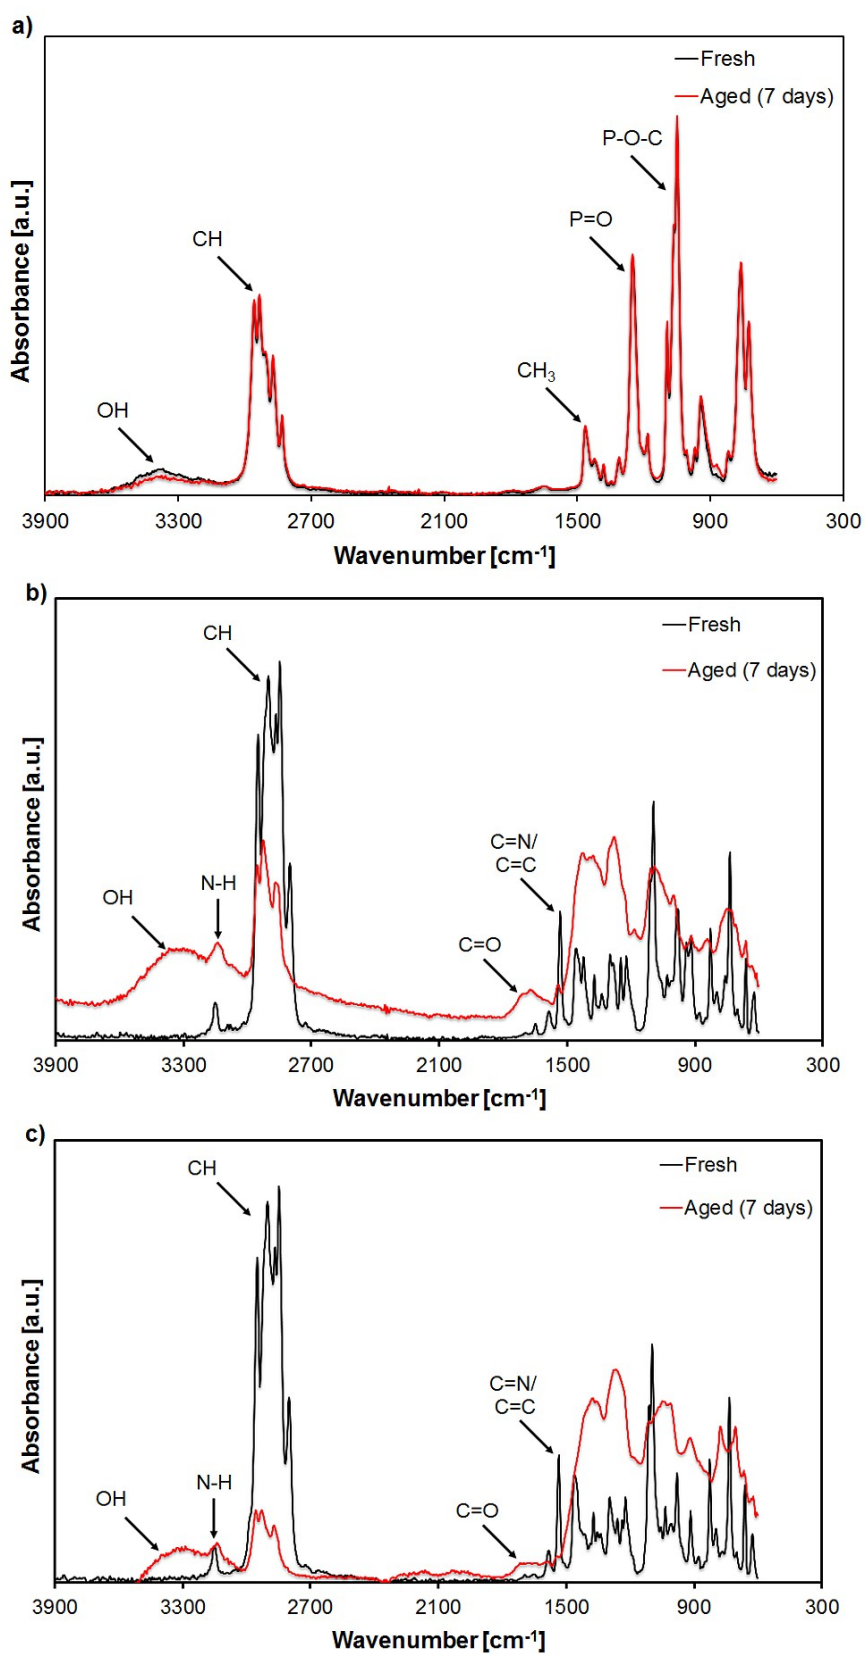 a)
Fresh
Aged (7 days)
P-O-C
P=O
CH
CH₃
OH
Absorbance [a.u.]
3900 3300 2700 2100 1500 900 300
Wavenumber [cm⁻¹]
b)
Fresh
CH
Aged (7 days)
C=N/
C=C
N-H
OH
C=O
Absorbance [a.u.]
3900 3300 2700 2100 1500 900 300
Wavenumber [cm⁻¹]
c)
Fresh
CH
Aged (7 days)
C=N/
C=C
N-H
OH
C=O
Absorbance [a.u.]
3900 3300 2700 2100 1500 900 300
Wavenumber [cm⁻¹]